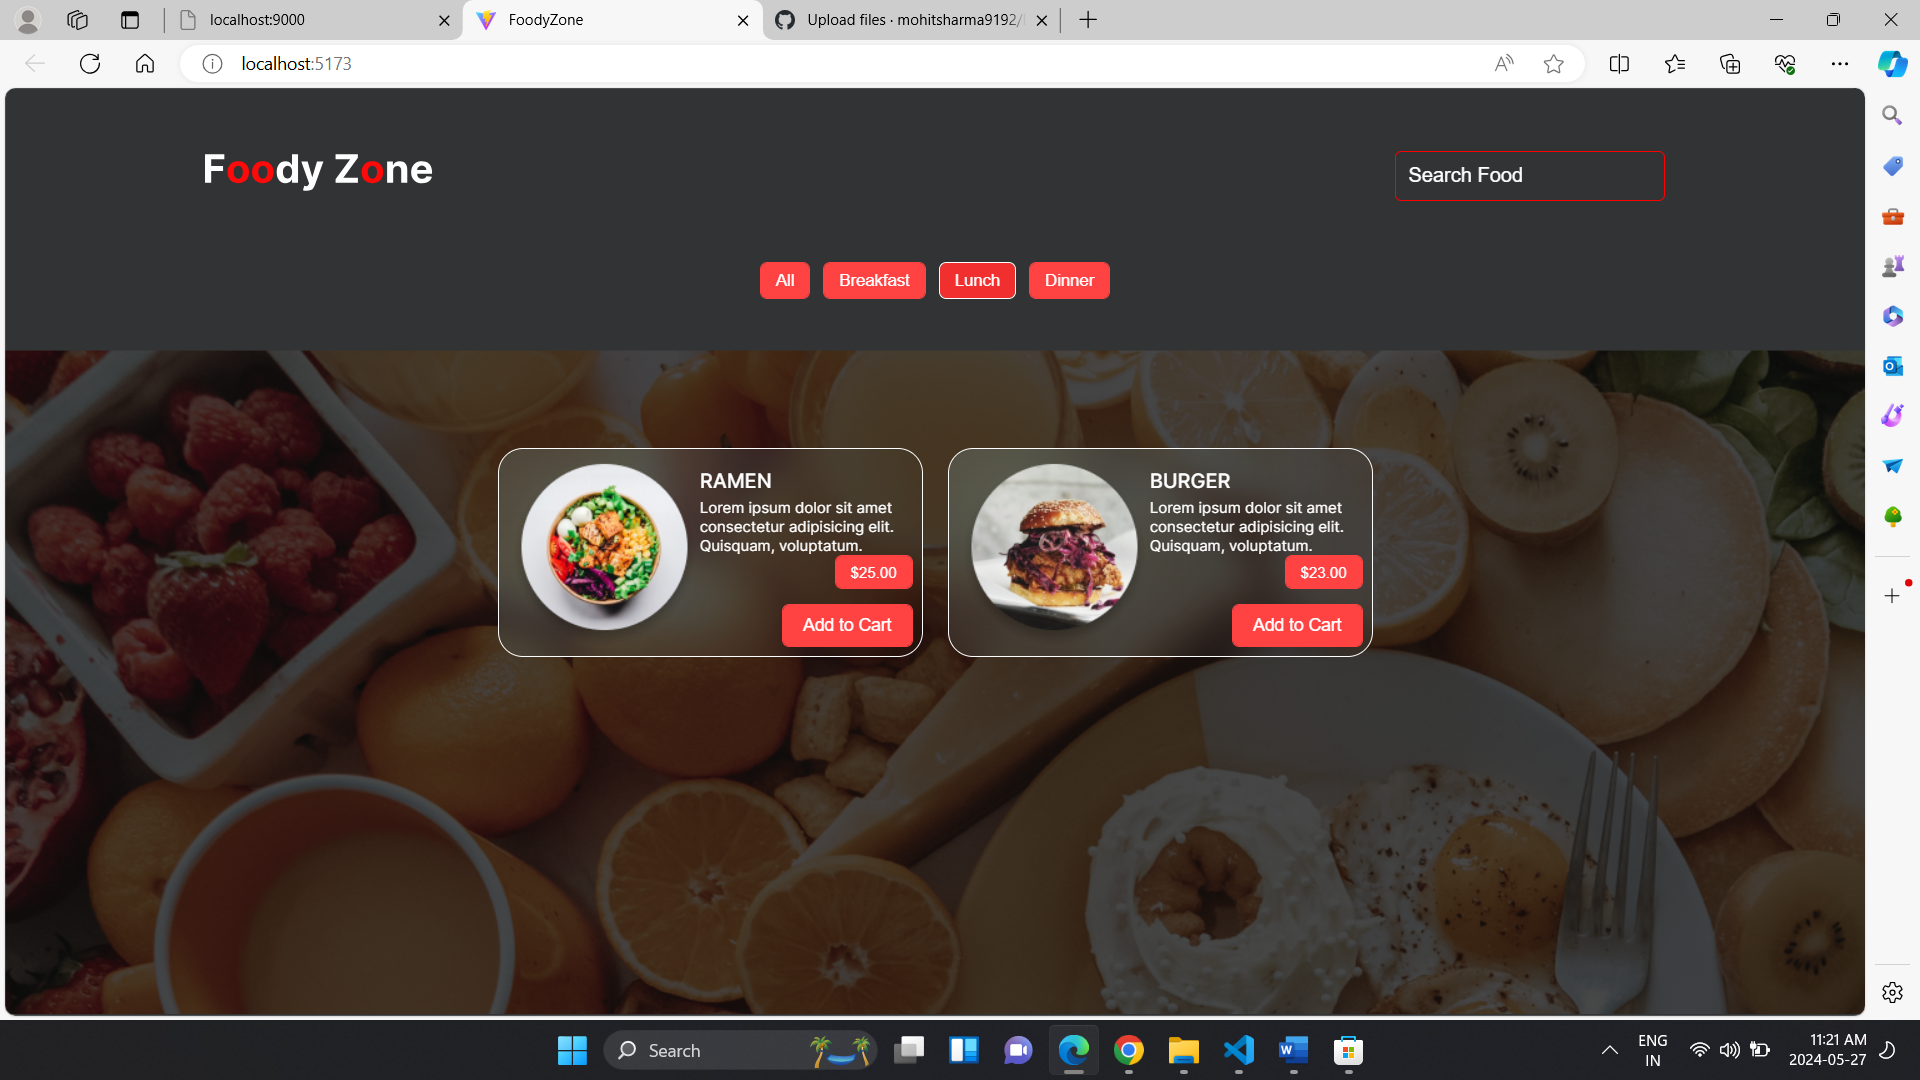 localhost:9000
FoodyZone
Upload files · mohitsharma9192/
localhost:5173
Foody Zone
Search Food
All
Breakfast
Lunch
Dinner
RAMEN
Lorem ipsum dolor sit amet
consectetur adipisicing elit.
Quisquam, voluptatum.
$25.00
Add to Cart
BURGER
Lorem ipsum dolor sit amet
consectetur adipisicing elit.
Quisquam, voluptatum.
$23.00
Add to Cart
Search
ENG
IN
11:21 AM
2024-05-27